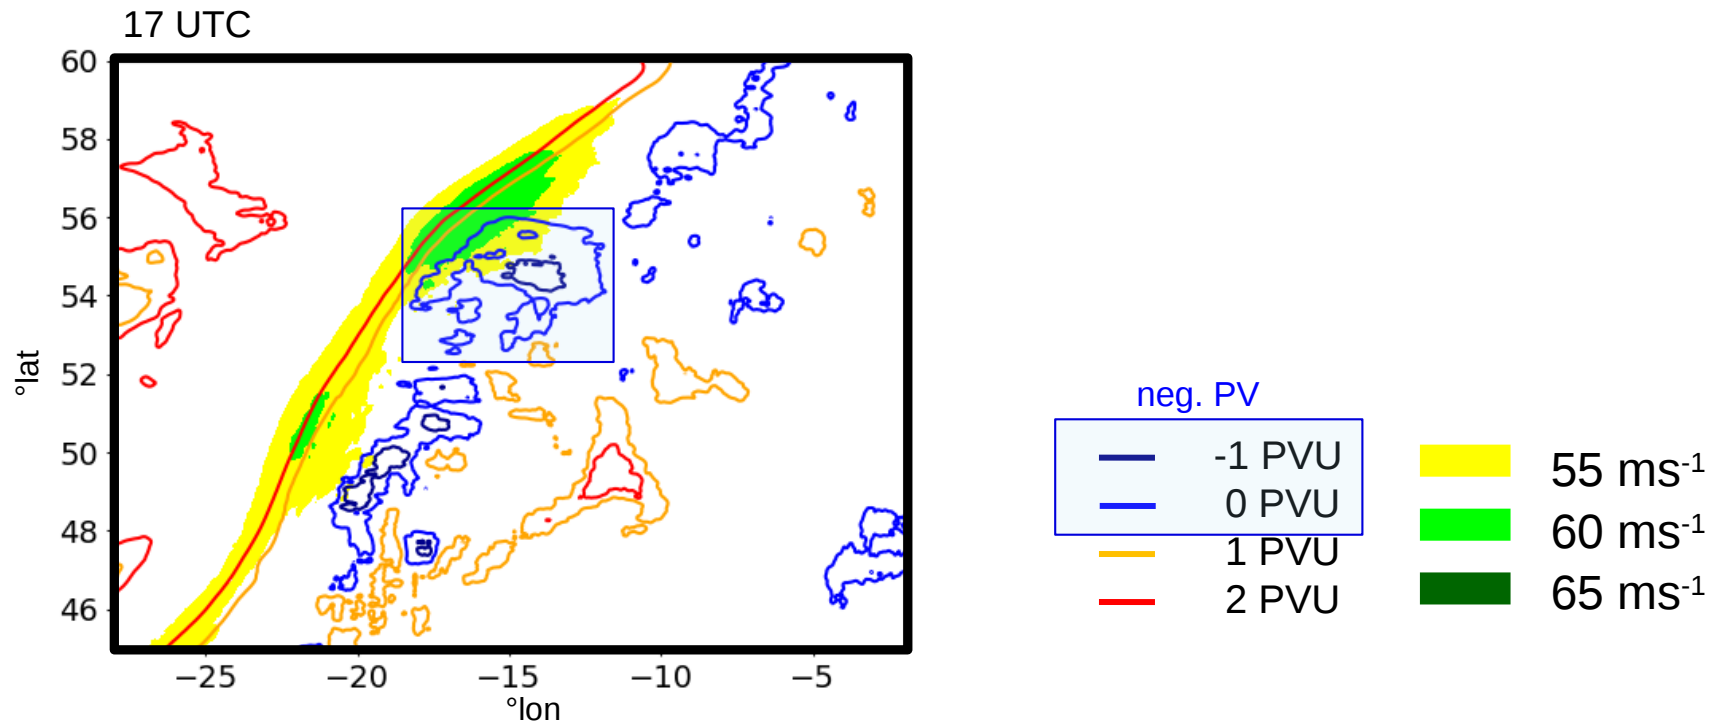 17 UTC
60
58
56
54
52
50
48
46
°lat
−25 −20 −15 −10 −5
°lon
neg. PV
-1 PVU
0 PVU
1 PVU
2 PVU
55 ms-1
60 ms-1
65 ms-1